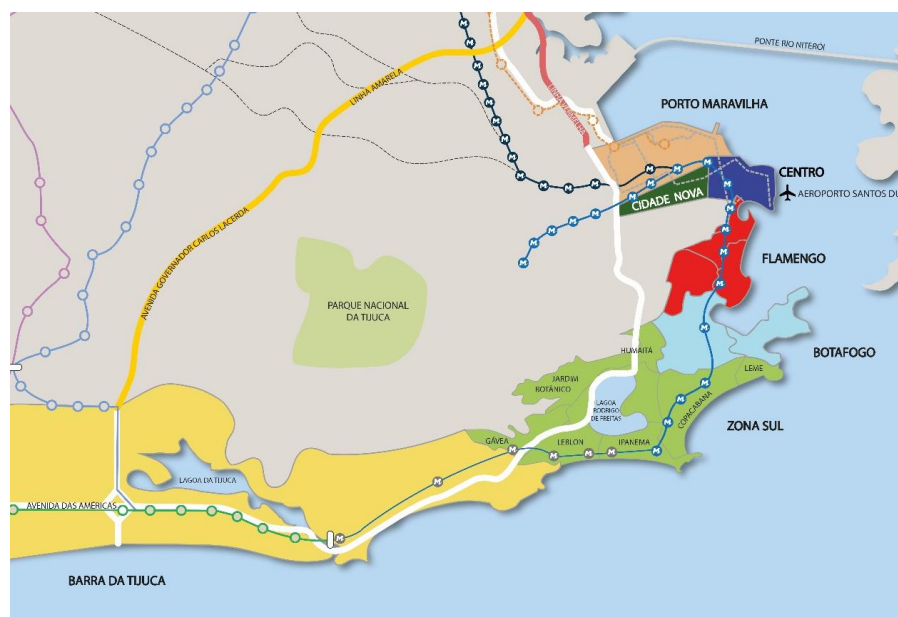 PONTE RIO NITERÓI
LINHA AMARELA
PORTO MARAVILHA
CENTRO
AEROPORTO SANTOS DU
CIDADE NOVA
AVENIDA GOVERNADOR CARLOS LACERDA
FLAMENGO
PARQUE NACIONAL
DA TIJUCA
HUMAITÁ
BOTAFOGO
LEME
JARDIM
BOTÂNICO
LAGOA
RODRIGO
DE FREITAS
COPACABANA
ZONA SUL
GÁVEA
LEBLON
IPANEMA
LAGOA DA TIJUCA
AVENIDA DAS AMÉRICAS
BARRA DA TIJUCA